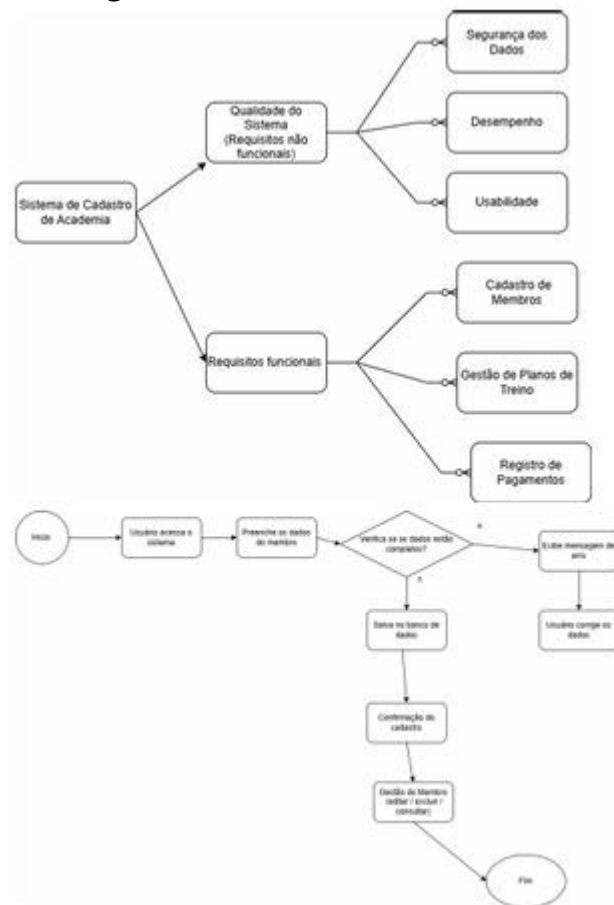 Segurança dos
Dados
Qualidade do
Sistema
(Requisitos não
funcionais)
Desempenho
Sistema de Cadastro
de Academia
Usabilidade
Cadastro de
Membros
Requisitos funcionais
Gestão de Planos de
Treino
Registro de
Pagamentos
Início
Usuário acessa o
sistema
Preenche os dados
do membro
Verifica se os dados estão
completos?
Exibe mensagem de
erro
Salva no banco de
dados
Usuário corrige os
dados
Confirmação do
cadastro
Gestão do Membro
(editar / excluir /
consultar)
Fim